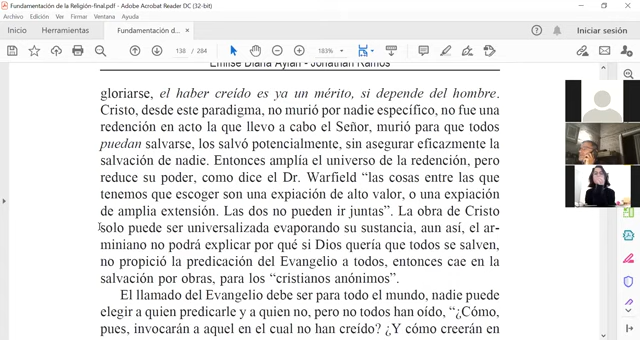 Fundamentación de la Religión-final.pdf - Adobe Acrobat Reader DC (32-bit)
Archivo Edición Ver Firmar Ventana Ayuda
Inicio Herramientas Fundamentación d... × Iniciar sesión
138 / 284 183%
Emilse Diana Aylán - Jonathan Ramos
gloriarse, el haber creído es ya un mérito, si depende del hombre.
Cristo, desde este paradigma, no murió por nadie específico, no fue una
redención en acto la que llevo a cabo el Señor, murió para que todos
puedan salvarse, los salvó potencialmente, sin asegurar eficazmente la
salvación de nadie. Entonces amplía el universo de la redención, pero
reduce su poder, como dice el Dr. Warfield “las cosas entre las que
tenemos que escoger son una expiación de alto valor, o una expiación
de amplia extensión. Las dos no pueden ir juntas”. La obra de Cristo
solo puede ser universalizada evaporando su sustancia, aun así, el ar-
miniano no podrá explicar por qué si Dios quería que todos se salven,
no propició la predicación del Evangelio a todos, entonces cae en la
salvación por obras, para los “cristianos anónimos”.
El llamado del Evangelio debe ser para todo el mundo, nadie puede
elegir a quien predicarle y a quien no, pero no todos han oído, “¿Cómo,
pues, invocarán a aquel en el cual no han creído? ¿Y cómo creerán en